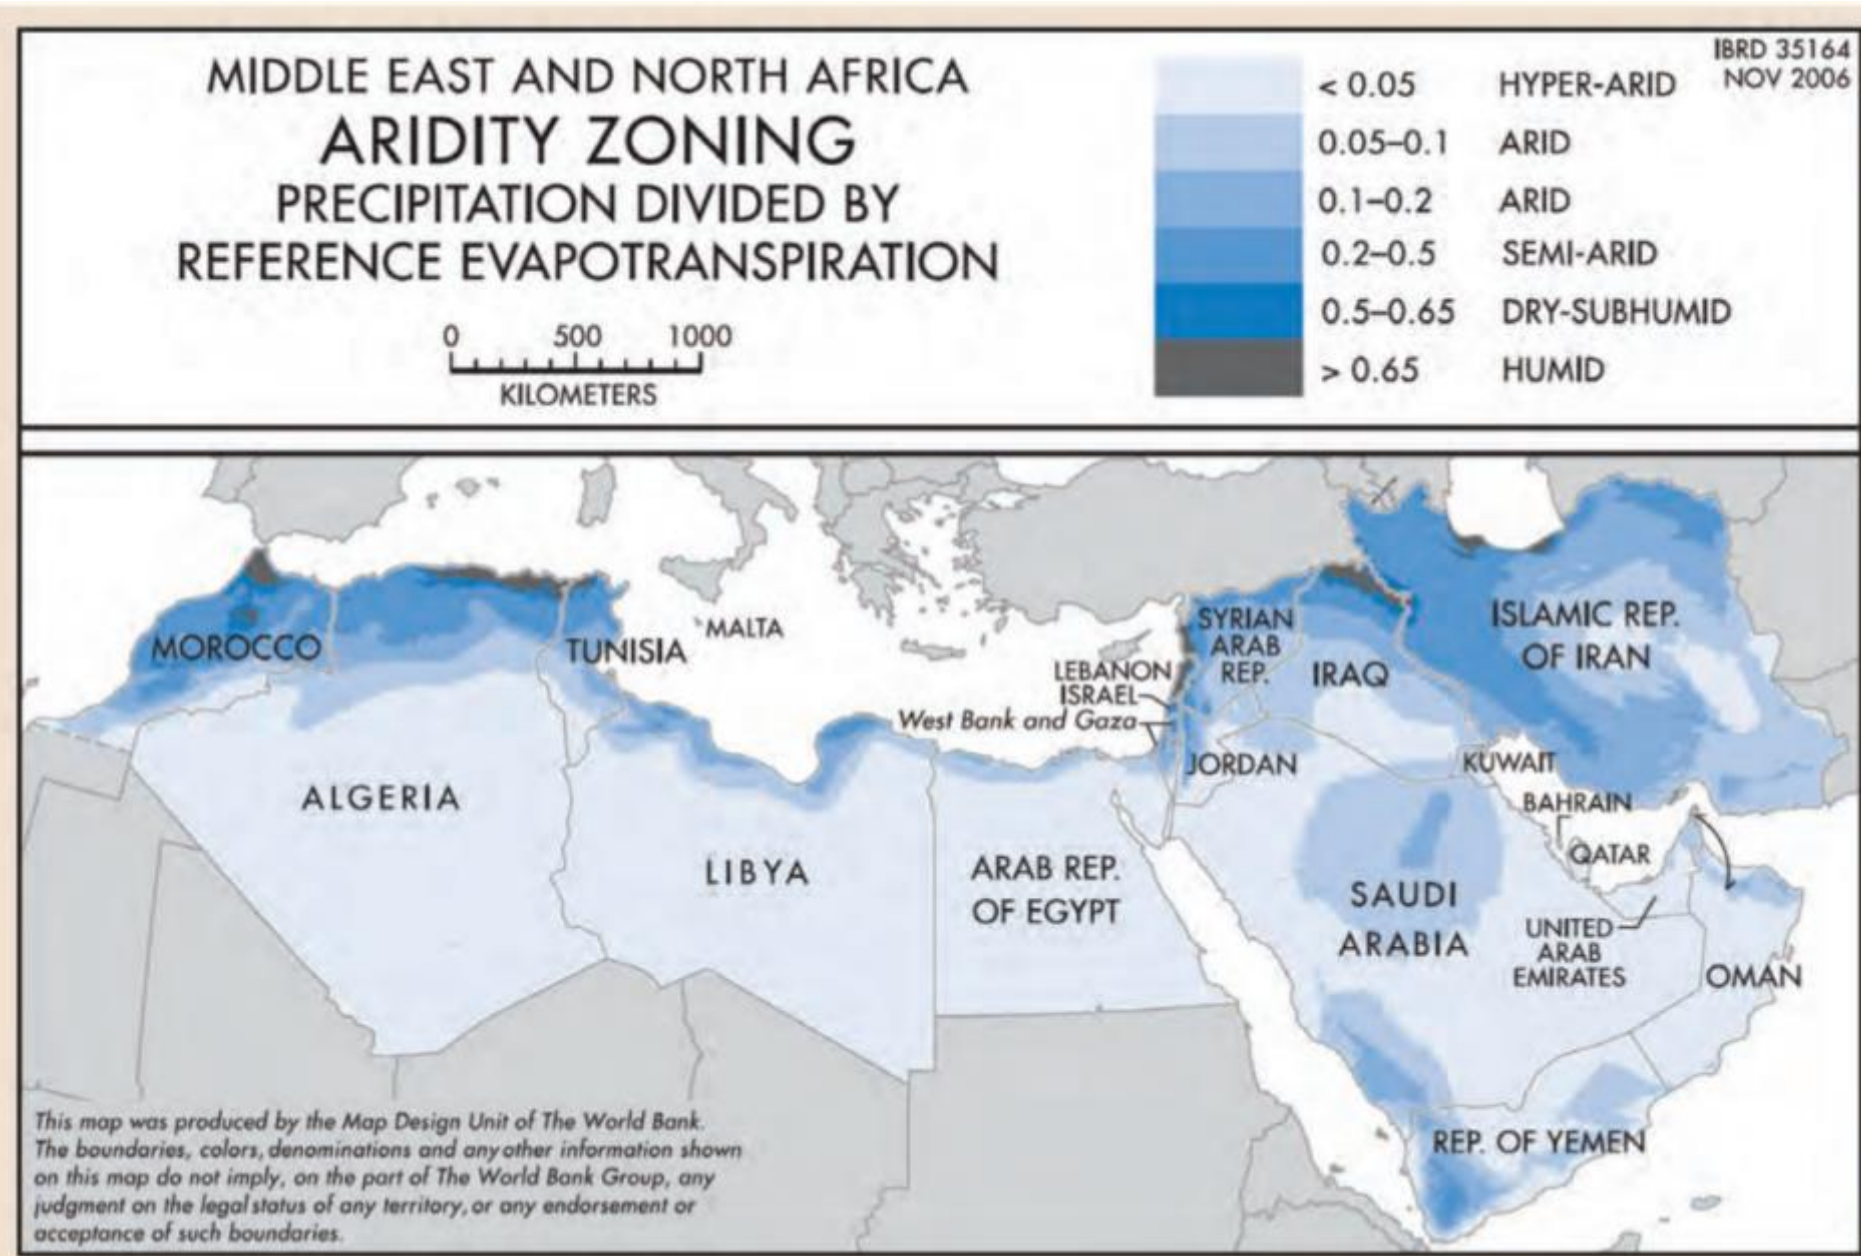 MIDDLE EAST AND NORTH AFRICA
ARIDITY ZONING
PRECIPITATION DIVIDED BY
REFERENCE EVAPOTRANSPIRATION
0 500 1000
KILOMETERS
IBRD 35164
NOV 2006
< 0.05 HYPER-ARID
0.05–0.1 ARID
0.1–0.2 ARID
0.2–0.5 SEMI-ARID
0.5–0.65 DRY-SUBHUMID
> 0.65 HUMID
MOROCCO
TUNISIA
MALTA
SYRIAN
ARAB
REP.
LEBANON
ISRAEL
West Bank and Gaza
IRAQ
ISLAMIC REP.
OF IRAN
JORDAN
KUWAIT
ALGERIA
LIBYA
ARAB REP.
OF EGYPT
BAHRAIN
QATAR
SAUDI
ARABIA
UNITED
ARAB
EMIRATES
OMAN
REP. OF YEMEN
This map was produced by the Map Design Unit of The World Bank.
The boundaries, colors, denominations and any other information shown
on this map do not imply, on the part of The World Bank Group, any
judgment on the legal status of any territory, or any endorsement or
acceptance of such boundaries.